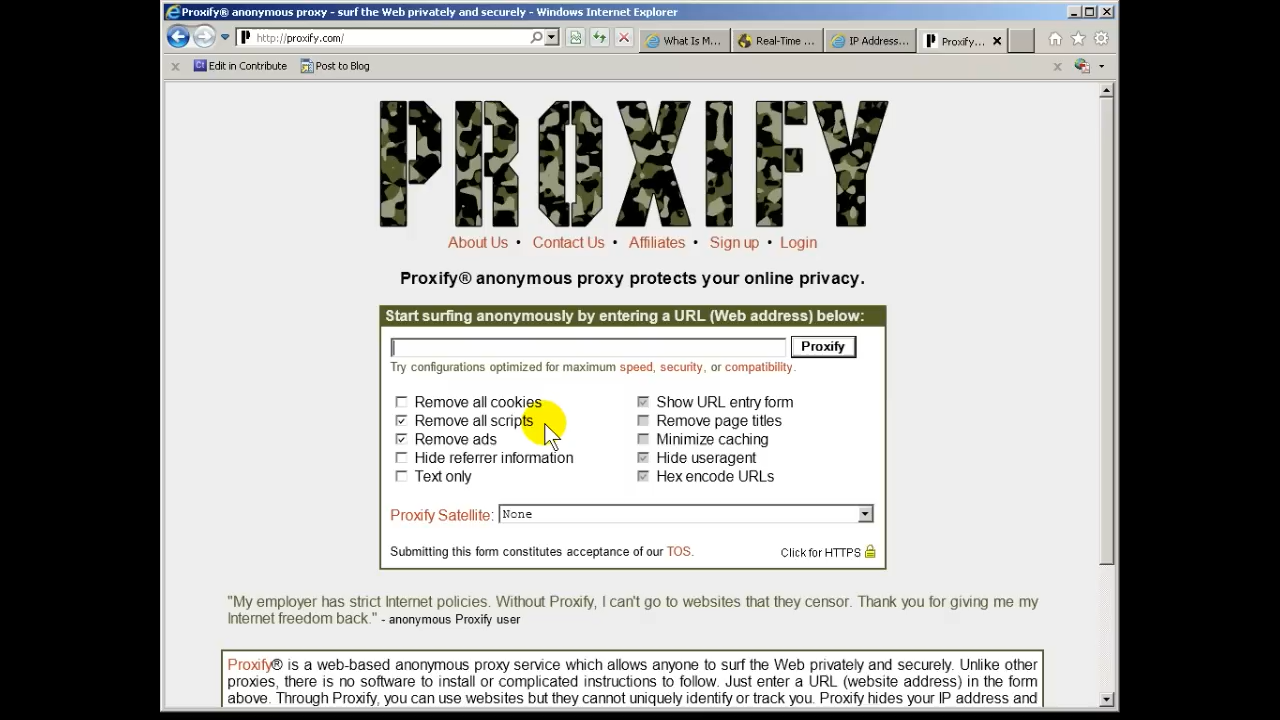 Proxify® anonymous proxy - surf the Web privately and securely - Windows Internet Explorer
http://proxify.com/
What Is M...
Real-Time ...
IP Address...
Proxify...
Edit in Contribute
Post to Blog
PROXIFY
About Us • Contact Us • Affiliates • Sign up • Login
Proxify® anonymous proxy protects your online privacy.
Start surfing anonymously by entering a URL (Web address) below:
Proxify
Try configurations optimized for maximum speed, security, or compatibility.
Remove all cookies
Show URL entry form
Remove all scripts
Remove page titles
Remove ads
Minimize caching
Hide referrer information
Hide useragent
Text only
Hex encode URLs
Proxify Satellite: None
Submitting this form constitutes acceptance of our TOS.
Click for HTTPS
"My employer has strict Internet policies. Without Proxify, I can't go to websites that they censor. Thank you for giving me my
Internet freedom back." - anonymous Proxify user
Proxify® is a web-based anonymous proxy service which allows anyone to surf the Web privately and securely. Unlike other
proxies, there is no software to install or complicated instructions to follow. Just enter a URL (website address) in the form
above. Through Proxify, you can use websites but they cannot uniquely identify or track you. Proxify hides your IP address and